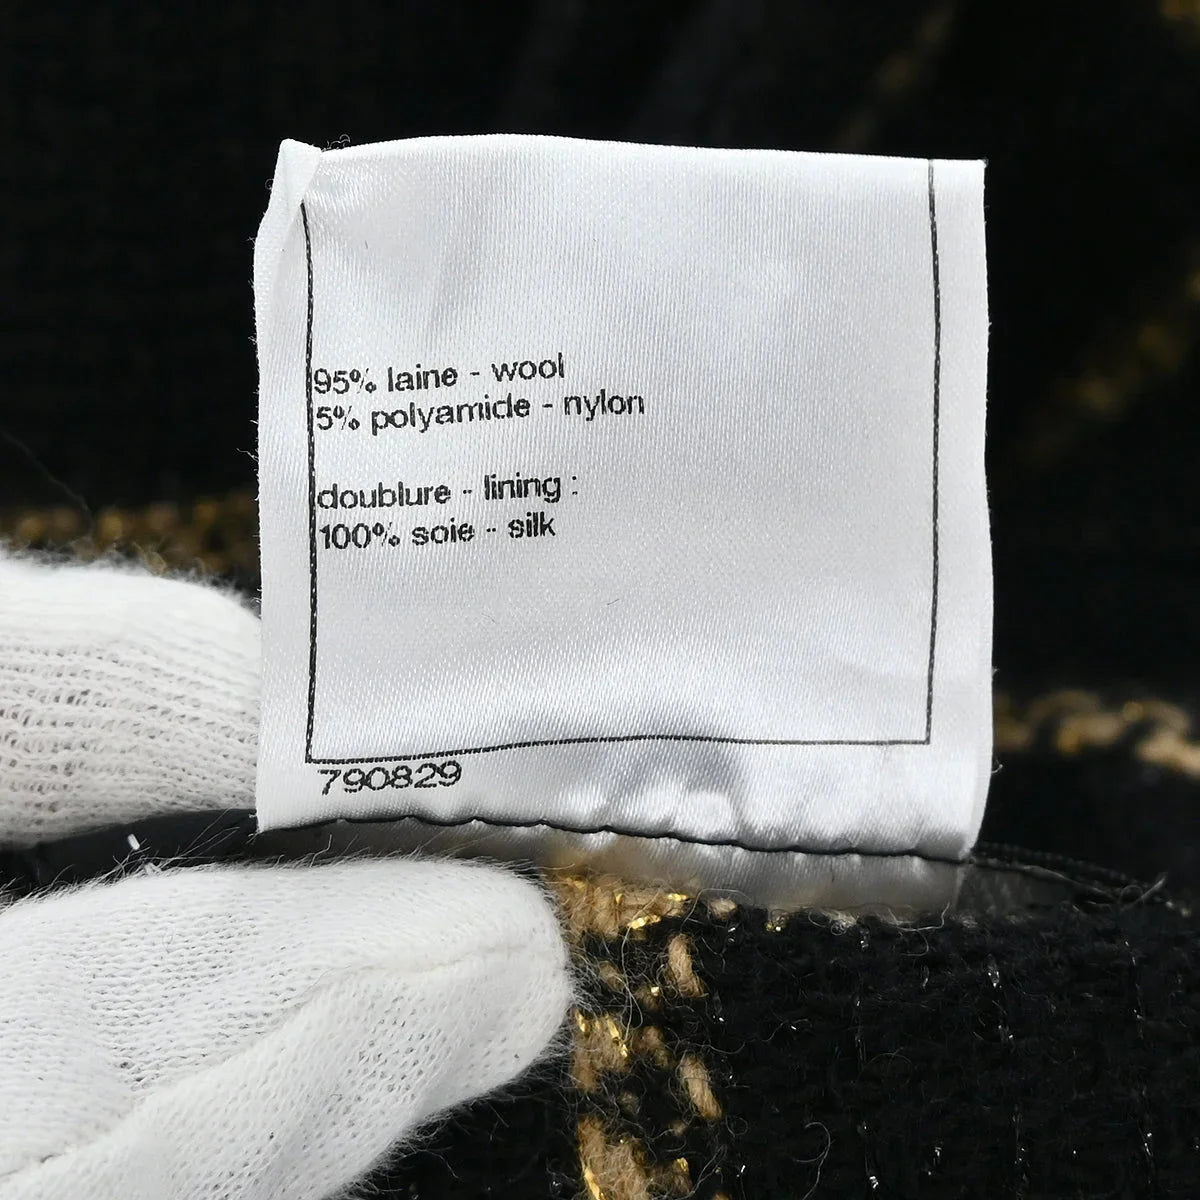 95% laine - wool
5% polyamide - nylon
doublure - lining :
100% soie - silk
790829